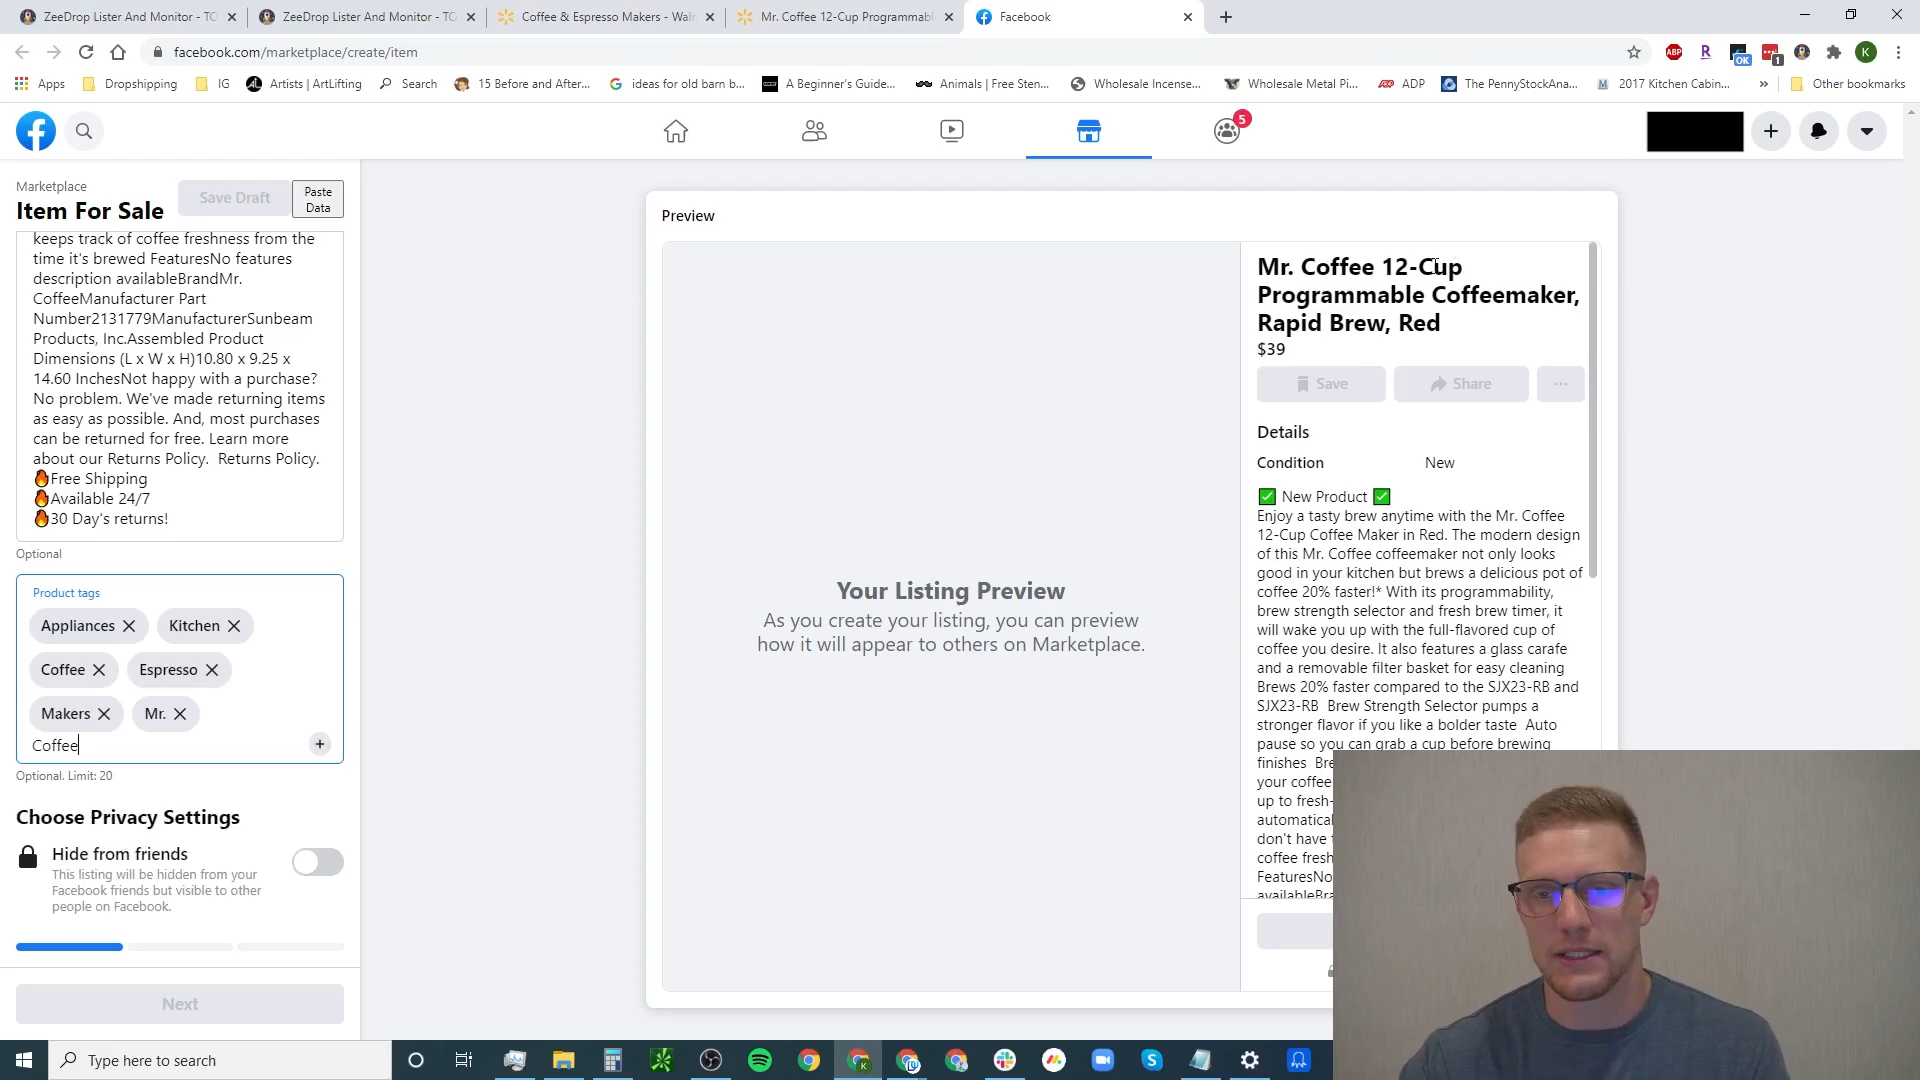 ZeeDrop Lister And Monitor - TO
ZeeDrop Lister And Monitor - TO
Coffee & Espresso Makers - Waln
Mr. Coffee 12-Cup Programmabl
Facebook
facebook.com/marketplace/create/item
ABP
R
OK
1
K
Apps
Dropshipping
IG
Artists | ArtLifting
Search
15 Before and After...
ideas for old barn b...
A Beginner's Guide...
Animals | Free Sten...
Wholesale Incense...
Wholesale Metal Pi...
ADP
The PennyStockAna...
2017 Kitchen Cabin...
»
Other bookmarks
5
Marketplace
Item For Sale
Save Draft
Paste
Data
keeps track of coffee freshness from the
time it's brewed FeaturesNo features
description availableBrandMr.
CoffeeManufacturer Part
Number2131779ManufacturerSunbeam
Products, Inc.Assembled Product
Dimensions (L x W x H)10.80 x 9.25 x
14.60 InchesNot happy with a purchase?
No problem. We've made returning items
as easy as possible. And, most purchases
can be returned for free. Learn more
about our Returns Policy.  Returns Policy.
🔥Free Shipping
🔥Available 24/7
🔥30 Day's returns!
Optional
Product tags
Appliances
Kitchen
Coffee
Espresso
Makers
Mr.
Coffee
Optional. Limit: 20
Choose Privacy Settings
Hide from friends
This listing will be hidden from your
Facebook friends but visible to other
people on Facebook.
Next
Preview
Your Listing Preview
As you create your listing, you can preview
how it will appear to others on Marketplace.
Mr. Coffee 12-Cup
Programmable Coffeemaker,
Rapid Brew, Red
$39
Save
Share
...
Details
Condition
New
✅ New Product ✅
Enjoy a tasty brew anytime with the Mr. Coffee
12-Cup Coffee Maker in Red. The modern design
of this Mr. Coffee coffeemaker not only looks
good in your kitchen but brews a delicious pot of
coffee 20% faster!* With its programmability,
brew strength selector and fresh brew timer, it
will wake you up with the full-flavored cup of
coffee you desire. It also features a glass carafe
and a removable filter basket for easy cleaning
Brews 20% faster compared to the SJX23-RB and
SJX23-RB  Brew Strength Selector pumps a
stronger flavor if you like a bolder taste  Auto
pause so you can grab a cup before brewing
finishes  Bre
your coffee
up to fresh-
automatical
don't have t
coffee fresh
FeaturesNo
availableBra
Type here to search